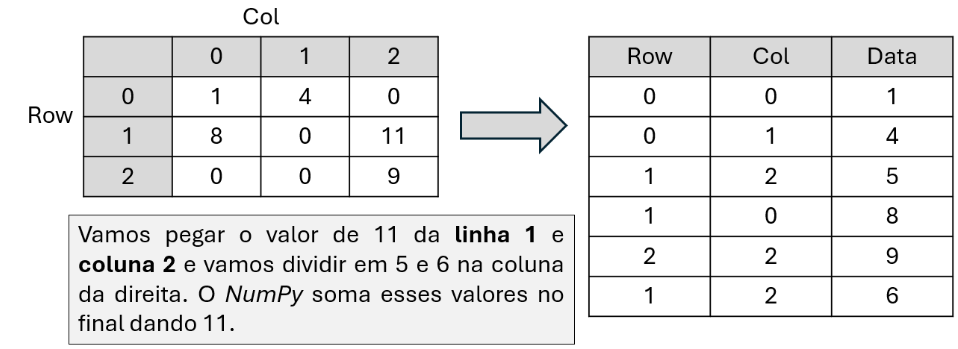 Col
0 1 2
0 1 4 0
Row
1 8 0 11
2 0 0 9
Row Col Data
0 0 1
0 1 4
1 2 5
1 0 8
2 2 9
1 2 6
Vamos pegar o valor de 11 da linha 1 e
coluna 2 e vamos dividir em 5 e 6 na coluna
da direita. O NumPy soma esses valores no
final dando 11.